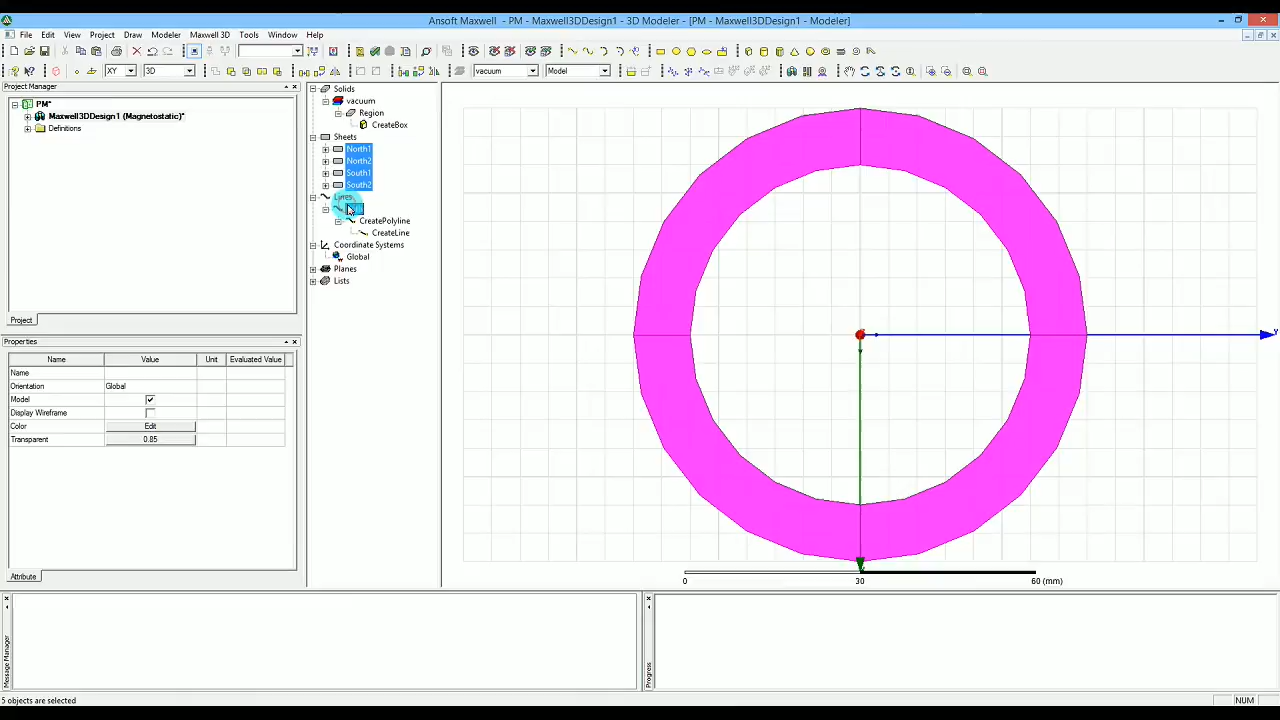 Ansoft Maxwell - PM - Maxwell3DDesign1 - 3D Modeler - [PM - Maxwell3DDesign1 - Modeler]
File Edit View Project Draw Modeler Maxwell 3D Tools Window Help
XY 3D vacuum Model
Project Manager
PM*
Maxwell3DDesign1 (Magnetostatic)*
Definitions
Project
Properties
Name Value Unit Evaluated Value
Name
Orientation Global
Model
Display Wireframe
Color Edit
Transparent 0.85
Attribute
Solids
vacuum
Region
CreateBox
Sheets
North1
North2
South1
South2
Lines
CreatePolyline
CreateLine
Coordinate Systems
Global
Planes
Lists
0 30 60 (mm)
Message Manager
Progress
5 objects are selected
NUM